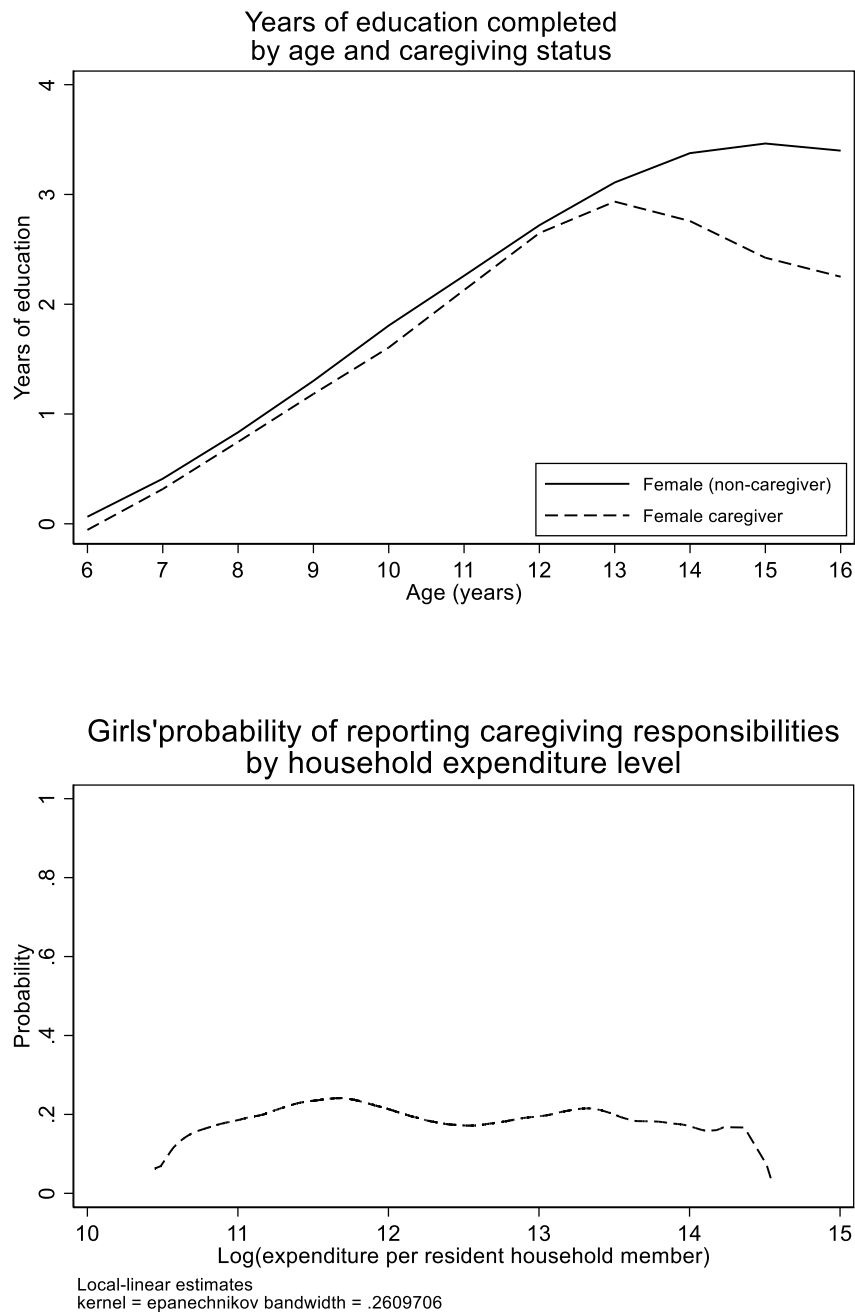 Years of education completed
by age and caregiving status
Years of education
4
3
2
1
0
Female (non-caregiver)
Female caregiver
6 7 8 9 10 11 12 13 14 15 16
Age (years)
Girls'probability of reporting caregiving responsibilities
by household expenditure level
Probability
1
.8
.6
.4
.2
0
10 11 12 13 14 15
Log(expenditure per resident household member)
Local-linear estimates
kernel = epanechnikov bandwidth = .2609706